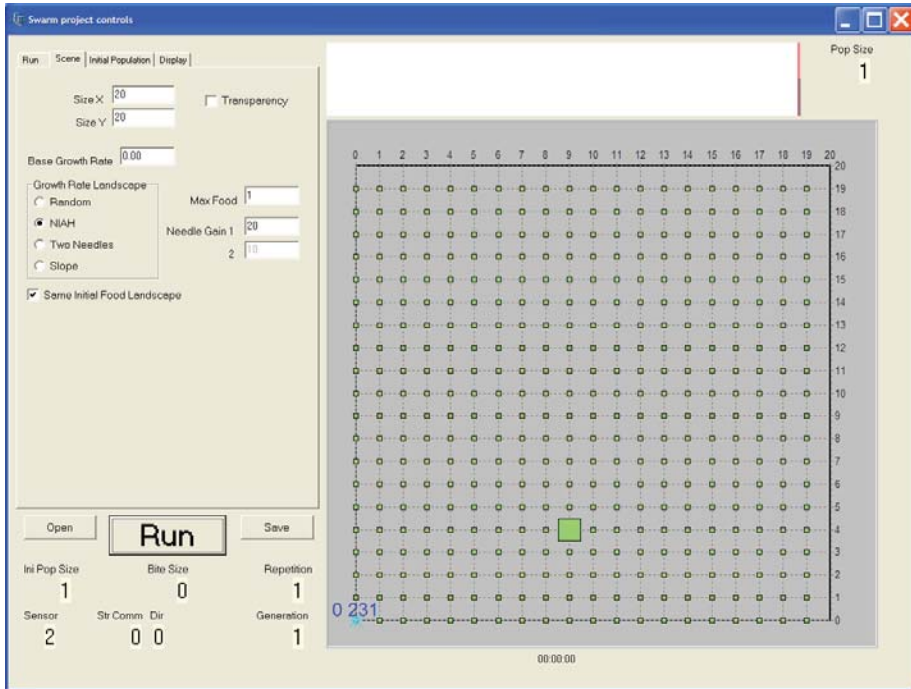 Swarm project controls
Run Scene Initial Population Display
Size X 20
Transparency
Size Y 20
Base Growth Rate 0.00
Growth Rate Landscape
Random
NIAH
Two Needles
Slope
Max Food 1
Needle Gain 1 20
2 10
Same Initial Food Landscape
Open
Run
Save
Ini Pop Size
Bite Size
Repetition
1
0
1
Sensor
Str Comm Dir
Generation
2
0 0
1
Pop Size
1
0 1 2 3 4 5 6 7 8 9 10 11 12 13 14 15 16 17 18 19 20
20
19
18
17
16
15
14
13
12
11
10
9
8
7
6
5
4
3
2
1
0
0 231
00:00:00